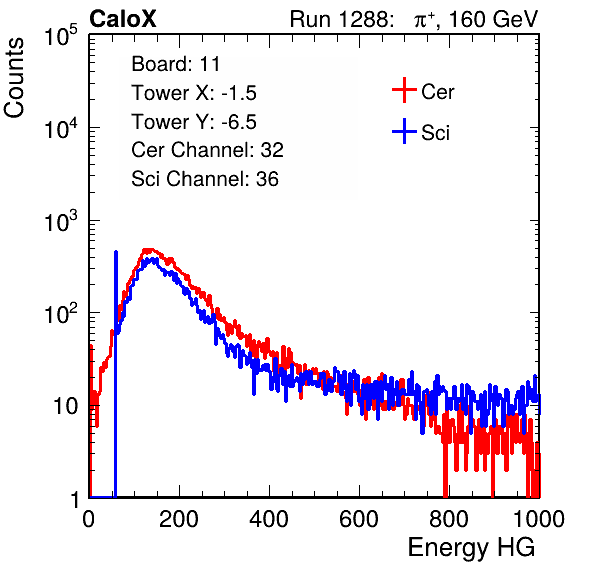 CaloX Run 1288: π⁺, 160 GeV
Counts
10⁵
10⁴
10³
10²
10
1
Board: 11
Tower X: -1.5
Tower Y: -6.5
Cer Channel: 32
Sci Channel: 36
Cer
Sci
0 200 400 600 800 1000
Energy HG